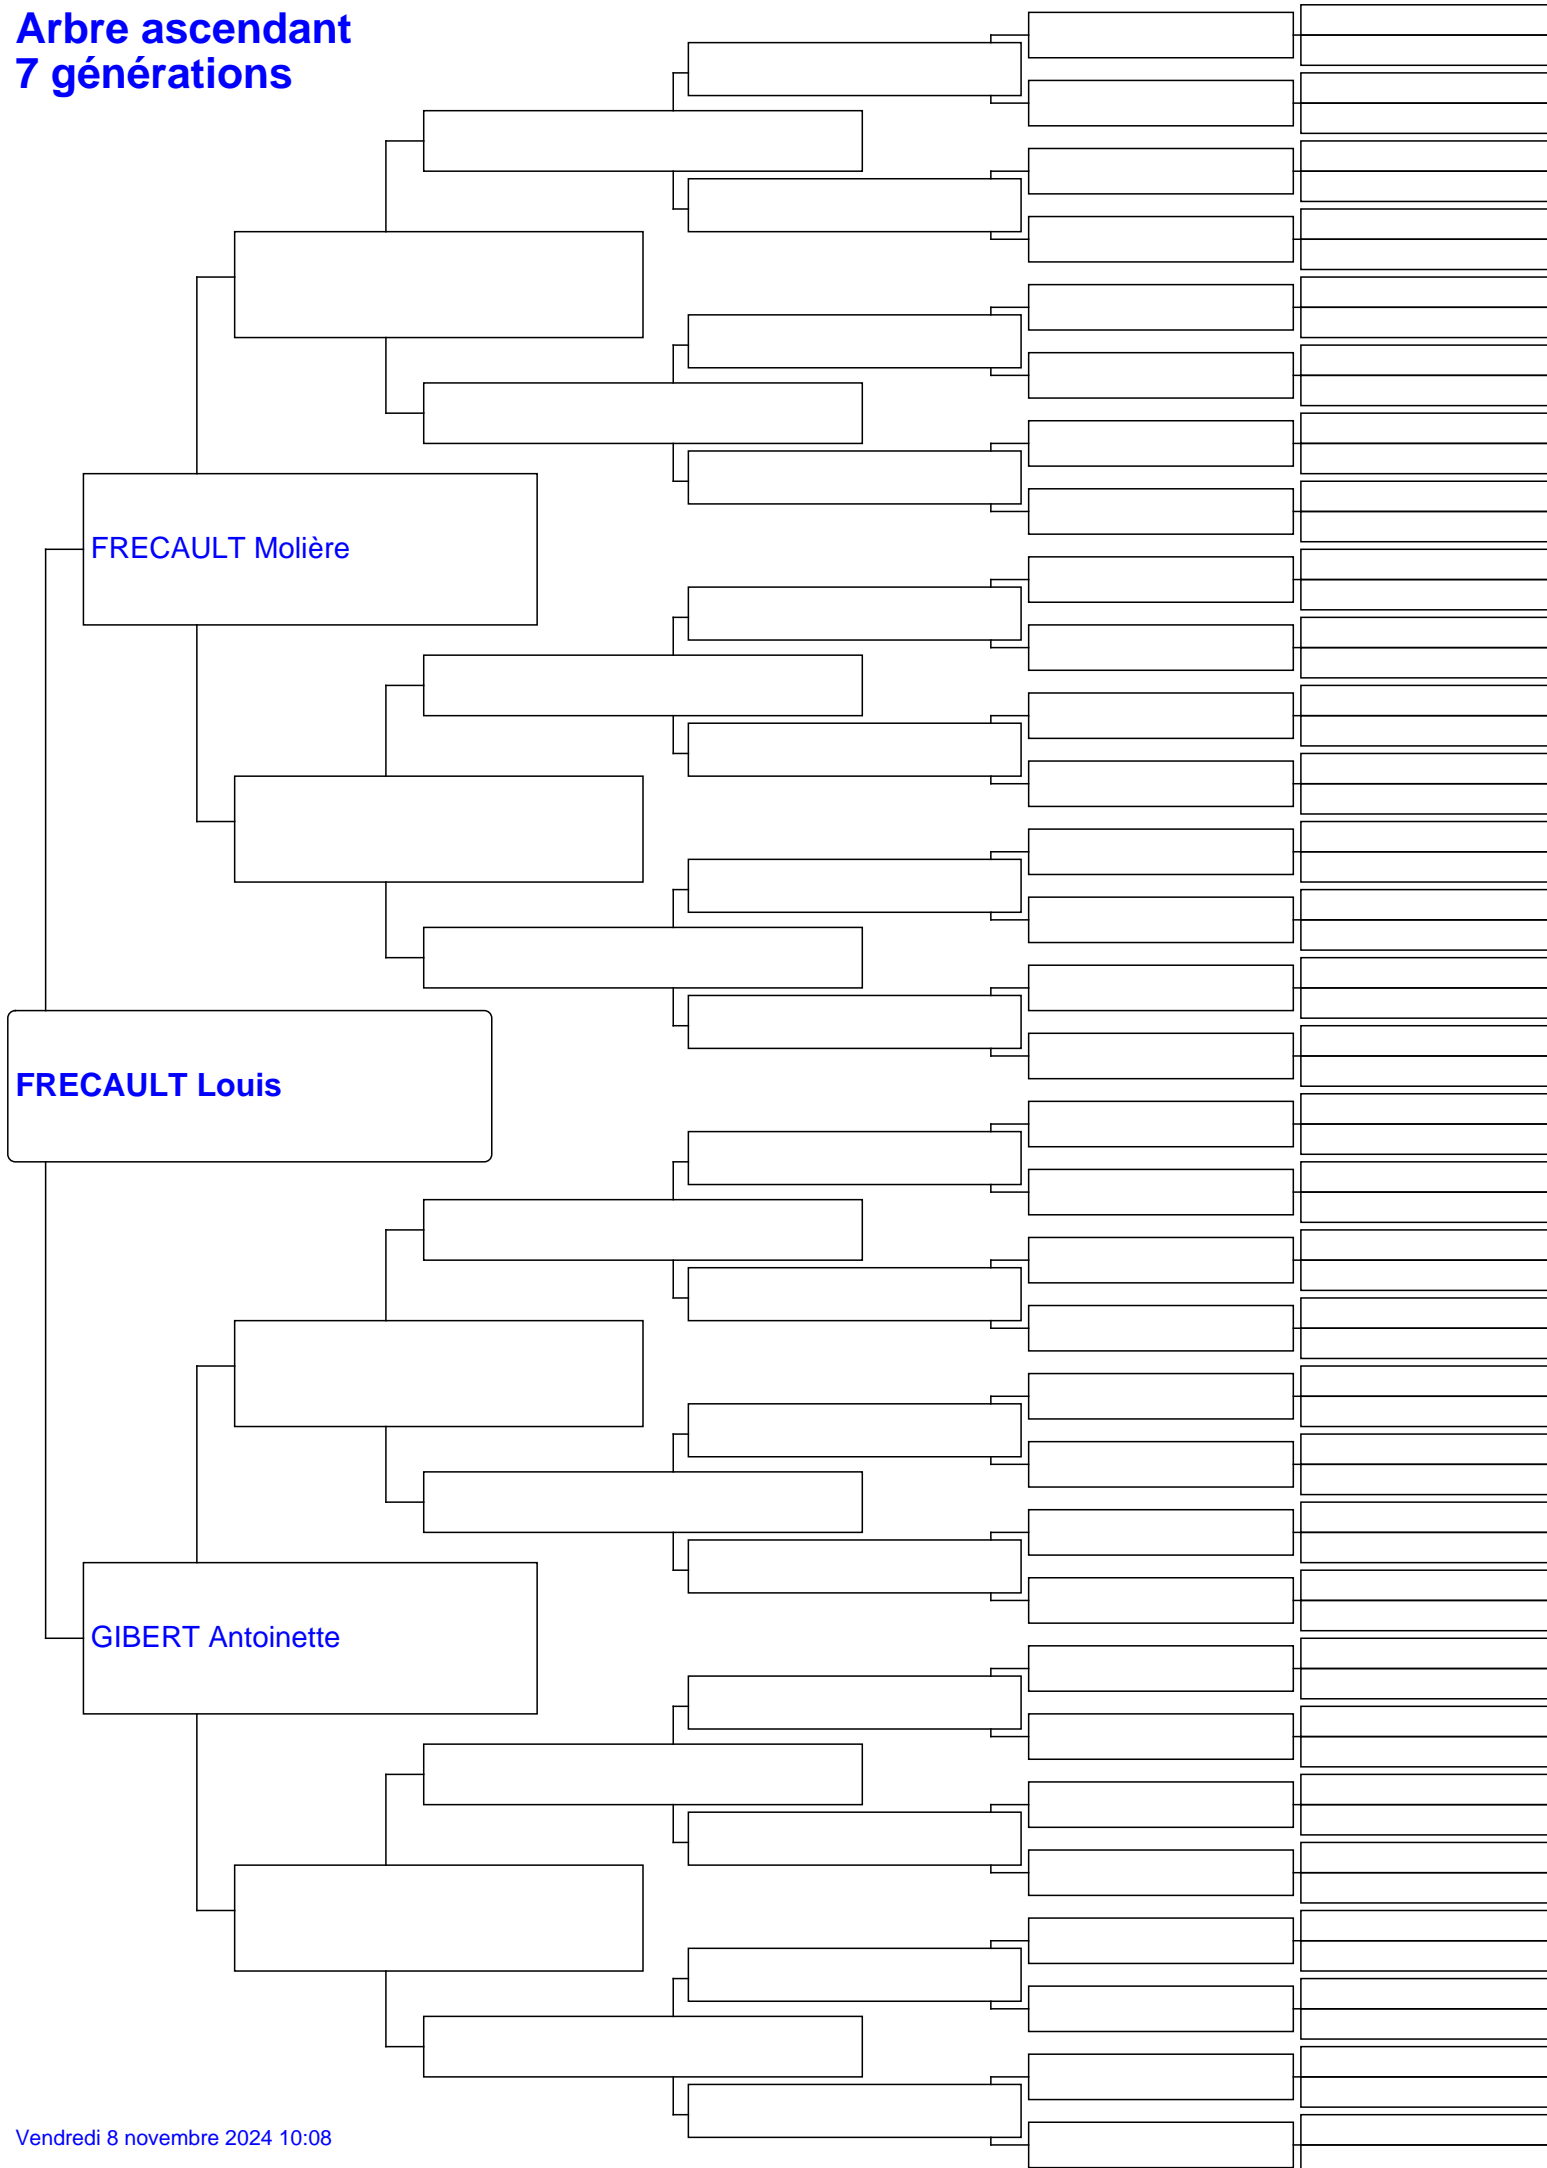 Arbre ascendant
7 générations
FRECAULT Molière
FRECAULT Louis
GIBERT Antoinette
Vendredi 8 novembre 2024 10:08